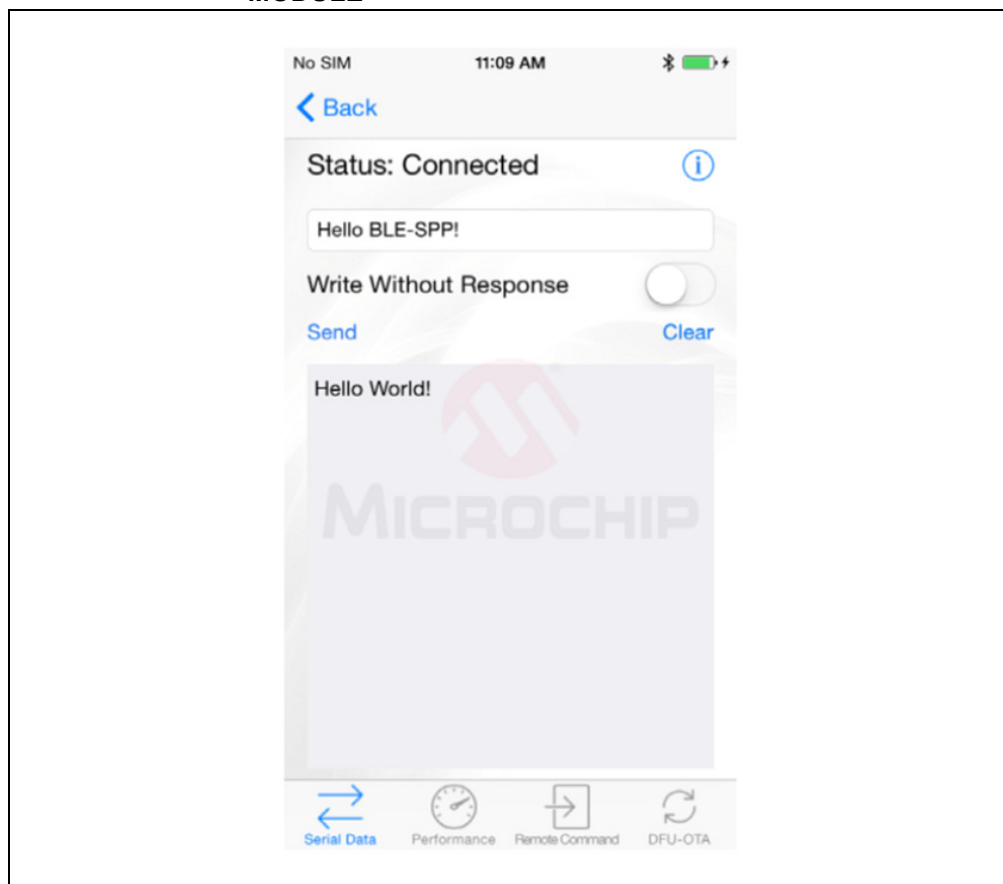 MODULE
No SIM 11:09 AM
Back
Status: Connected
Hello BLE-SPP!
Write Without Response
Send Clear
Hello World!
MICROCHIP
Serial Data Performance Remote Command DFU-OTA